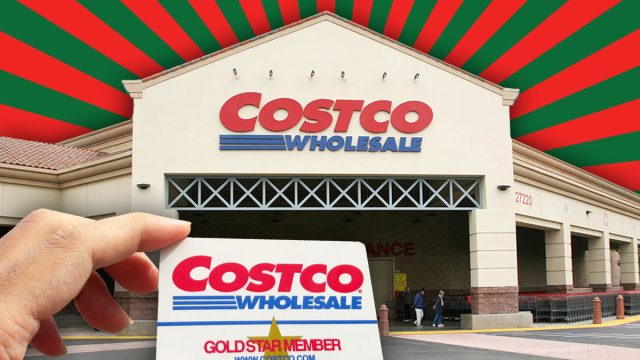 COSTCO
WHOLESALE
27220
ANCE
COSTCO®
WHOLESALE
GOLD STAR MEMBER
WWW.COSTCO.COM